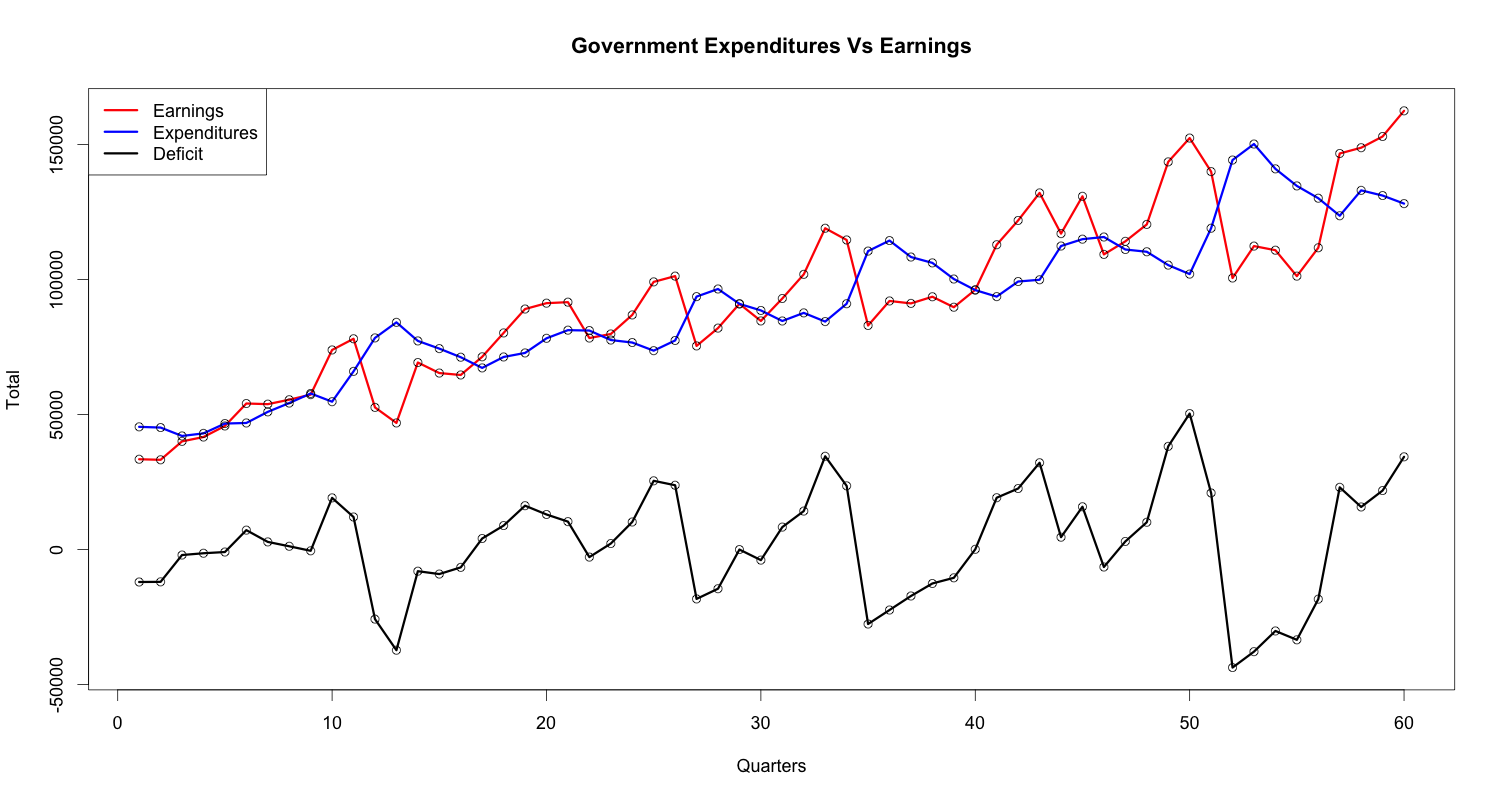 Government Expenditures Vs Earnings
Earnings
Expenditures
Deficit
150000
100000
50000
0
-50000
Total
0 10 20 30 40 50 60
Quarters